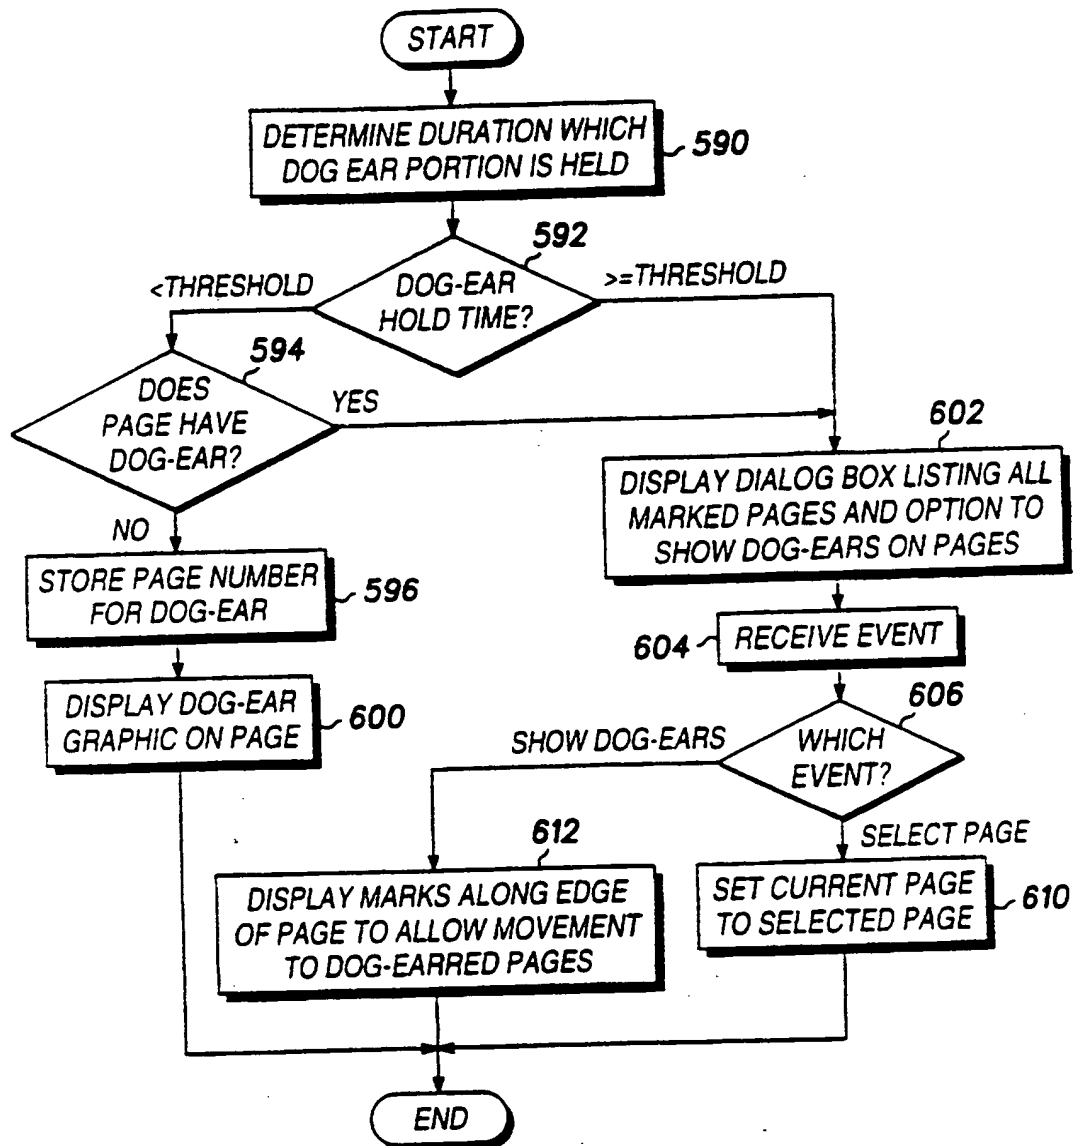 START
DETERMINE DURATION WHICH
DOG EAR PORTION IS HELD
590
592
<THRESHOLD
DOG-EAR
HOLD TIME?
>=THRESHOLD
594
DOES
PAGE HAVE
DOG-EAR?
YES
NO
602
DISPLAY DIALOG BOX LISTING ALL
MARKED PAGES AND OPTION TO
SHOW DOG-EARS ON PAGES
STORE PAGE NUMBER
FOR DOG-EAR
596
604
RECEIVE EVENT
DISPLAY DOG-EAR
GRAPHIC ON PAGE
600
606
SHOW DOG-EARS
WHICH
EVENT?
SELECT PAGE
612
DISPLAY MARKS ALONG EDGE
OF PAGE TO ALLOW MOVEMENT
TO DOG-EARRED PAGES
SET CURRENT PAGE
TO SELECTED PAGE
610
END